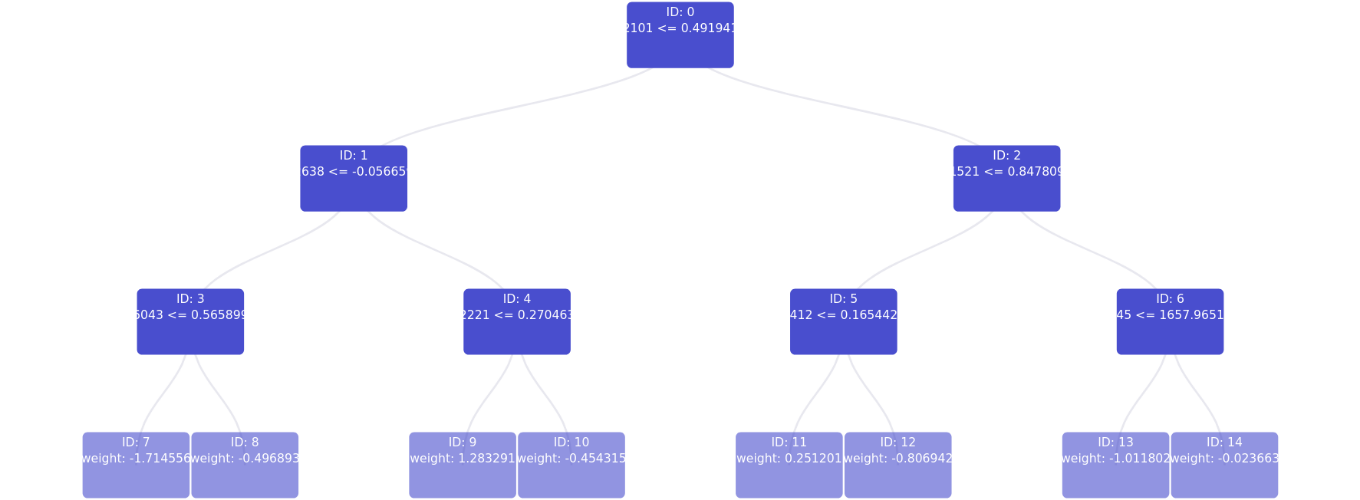 ID: 0
2101 <= 0.491941
ID: 1
638 <= -0.05665
ID: 2
1521 <= 0.847809
ID: 3
5043 <= 0.565899
ID: 4
2221 <= 0.270463
ID: 5
412 <= 0.165442
ID: 6
45 <= 1657.9651
ID: 7
weight: -1.714556
ID: 8
weight: -0.496893
ID: 9
weight: 1.283291
ID: 10
weight: -0.454315
ID: 11
weight: 0.251201
ID: 12
weight: -0.806942
ID: 13
weight: -1.011802
ID: 14
weight: -0.023663